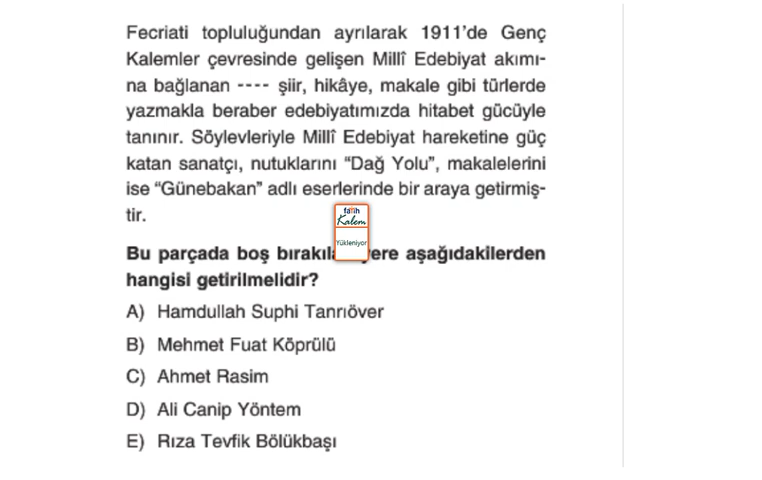 Fecriati topluluğundan ayrılarak 1911'de Genç
Kalemler çevresinde gelişen Millî Edebiyat akımı-
na bağlanan ---- şiir, hikâye, makale gibi türlerde
yazmakla beraber edebiyatımızda hitabet gücüyle
tanınır. Söylevleriyle Millî Edebiyat hareketine güç
katan sanatçı, nutuklarını “Dağ Yolu”, makalelerini
ise “Günebakan” adlı eserlerinde bir araya getirmiş-
tir.
fatih
Kalem
Yükleniyor
Bu parçada boş aşağıdakilerden
hangisi getirilmelidir?
A) Hamdullah Suphi Tanrıöver
B) Mehmet Fuat Köprülü
C) Ahmet Rasim
D) Ali Canip Yöntem
E) Rıza Tevfik Bölükbaşı